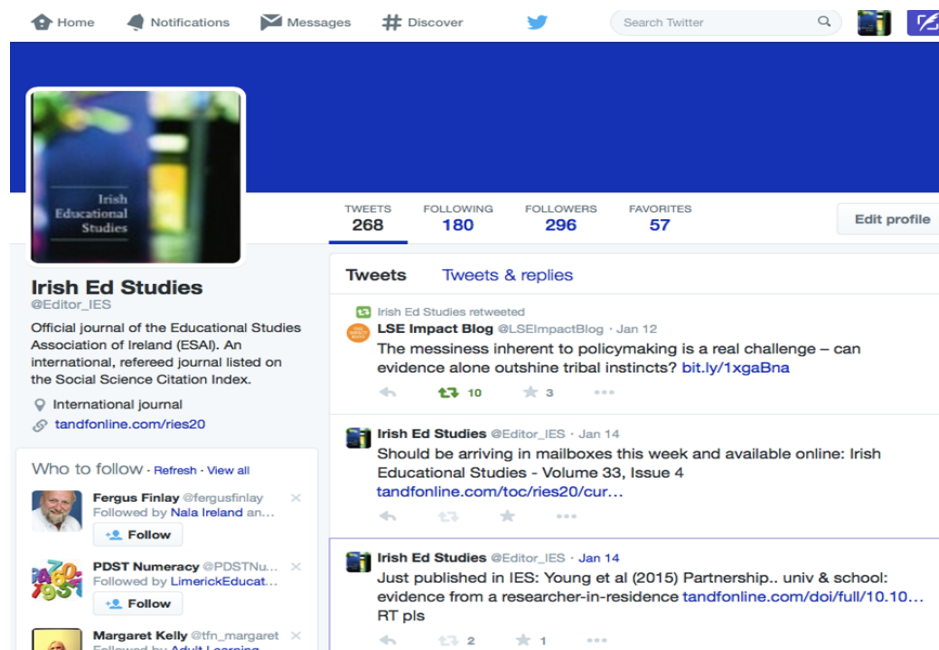 Home Notifications Messages Discover Search Twitter
Irish
Educational
Studies
TWEETS FOLLOWING FOLLOWERS FAVORITES
268 180 296 57
Edit profile
Irish Ed Studies
@Editor_IES
Official journal of the Educational Studies
Association of Ireland (ESAI). An
international, refereed journal listed on
the Social Science Citation Index.
International journal
tandfonline.com/ries20
Who to follow · Refresh · View all
Fergus Finlay @fergusfinlay
Followed by Nala Ireland an...
Follow
PDST Numeracy @PDSTNu...
Followed by LimerickEducat...
Follow
Margaret Kelly @tfn_margaret
Followed by Adult Learning
Tweets Tweets & replies
Irish Ed Studies retweeted
LSE Impact Blog @LSEImpactBlog · Jan 12
The messiness inherent to policymaking is a real challenge – can
evidence alone outshine tribal instincts? bit.ly/1xgaBna
10 3
Irish Ed Studies @Editor_IES · Jan 14
Should be arriving in mailboxes this week and available online: Irish
Educational Studies - Volume 33, Issue 4
tandfonline.com/toc/ries20/cur...
Irish Ed Studies @Editor_IES · Jan 14
Just published in IES: Young et al (2015) Partnership.. univ & school:
evidence from a researcher-in-residence tandfonline.com/doi/full/10.10...
RT pls
2 1